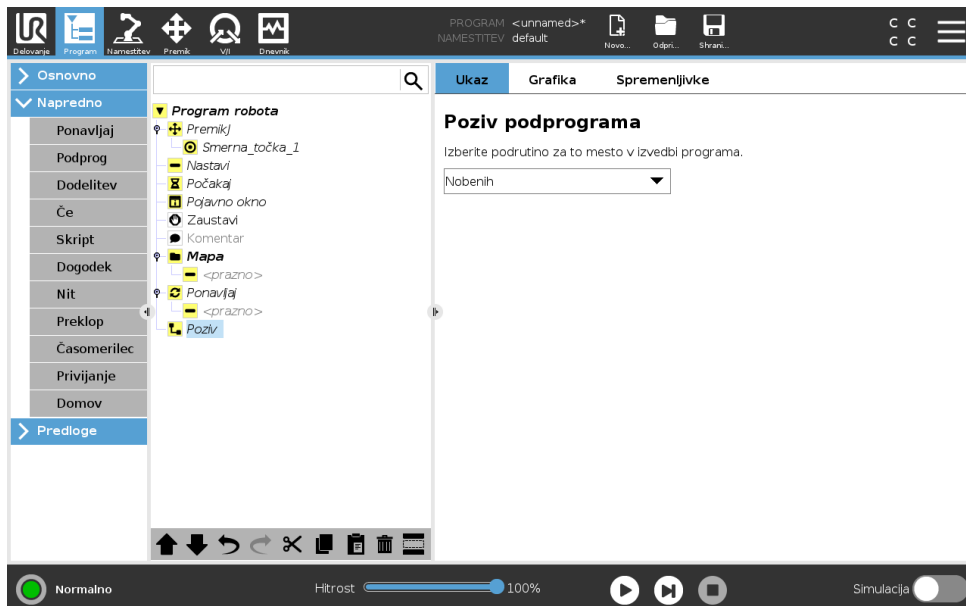 PROGRAM <unnamed>*
NAMESTITEV default
Delovanje
Program
Namestitev
Premik
V/I
Dnevnik
Novo...
Odpri...
Shrani...
C C
C C
Osnovno
Napredno
Ponavljaj
Podprog
Dodelitev
Če
Skript
Dogodek
Nit
Preklop
Časomerilec
Privijanje
Domov
Predloge
Program robota
PremikJ
Smerna_točka_1
Nastavi
Počakaj
Pojavno okno
Zaustavi
Komentar
Mapa
<prazno>
Ponavljaj
<prazno>
Poziv
Ukaz
Grafika
Spremenljivke
Poziv podprograma
Izberite podrutino za to mesto v izvedbi programa.
Nobenih
Normalno
Hitrost
100%
Simulacija